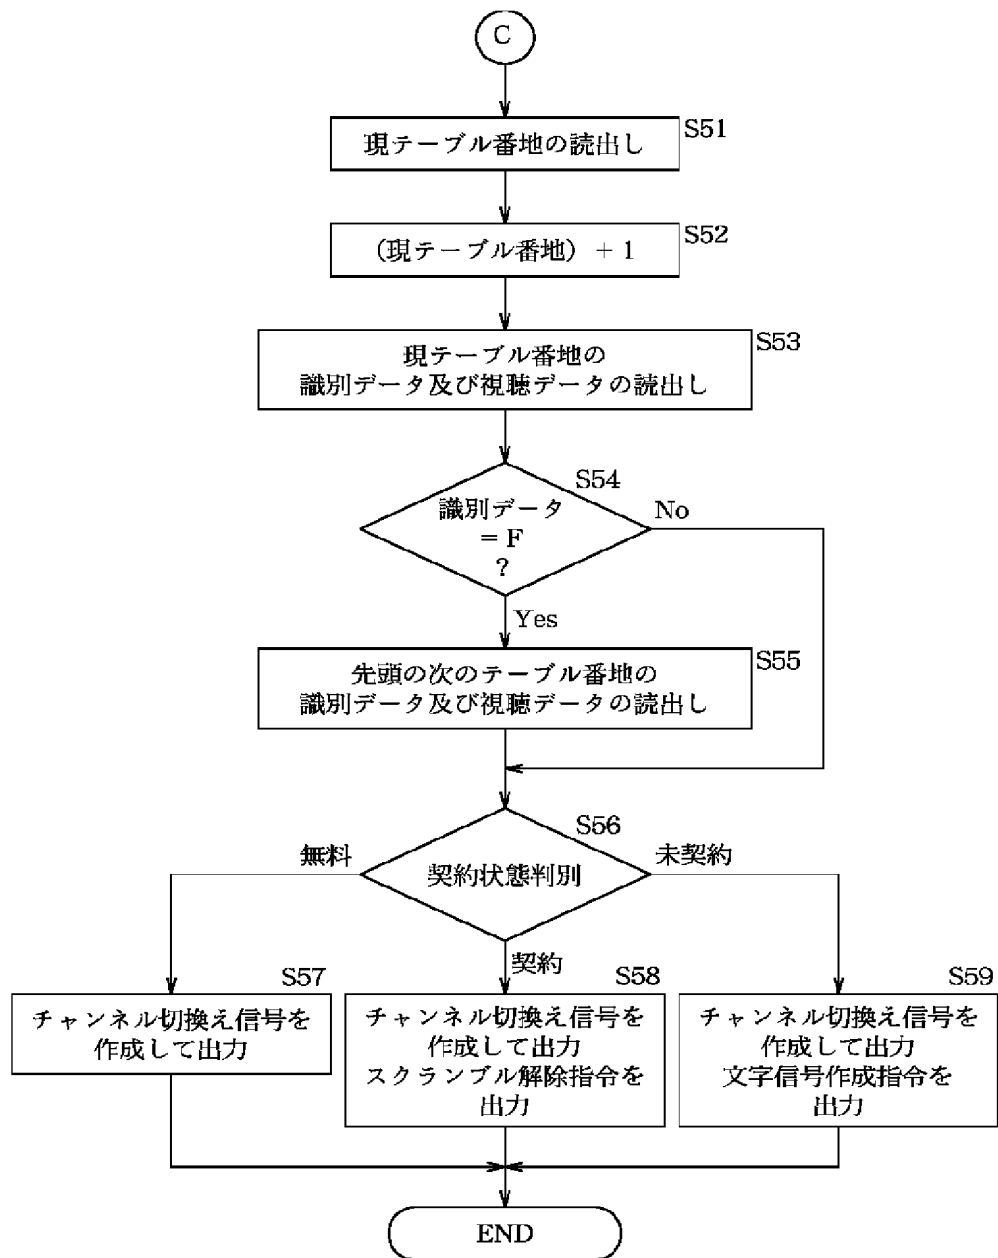 C
S51
現テーブル番地の読出し
S52
(現テーブル番地) + 1
S53
現テーブル番地の
識別データ及び視聴データの読出し
S54
識別データ
= F
?
No
Yes
S55
先頭の次のテーブル番地の
識別データ及び視聴データの読出し
S56
無料
契約状態判別
未契約
契約
S57
チャンネル切換え信号を
作成して出力
S58
チャンネル切換え信号を
作成して出力
スクランブル解除指令を
出力
S59
チャンネル切換え信号を
作成して出力
文字信号作成指令を
出力
END